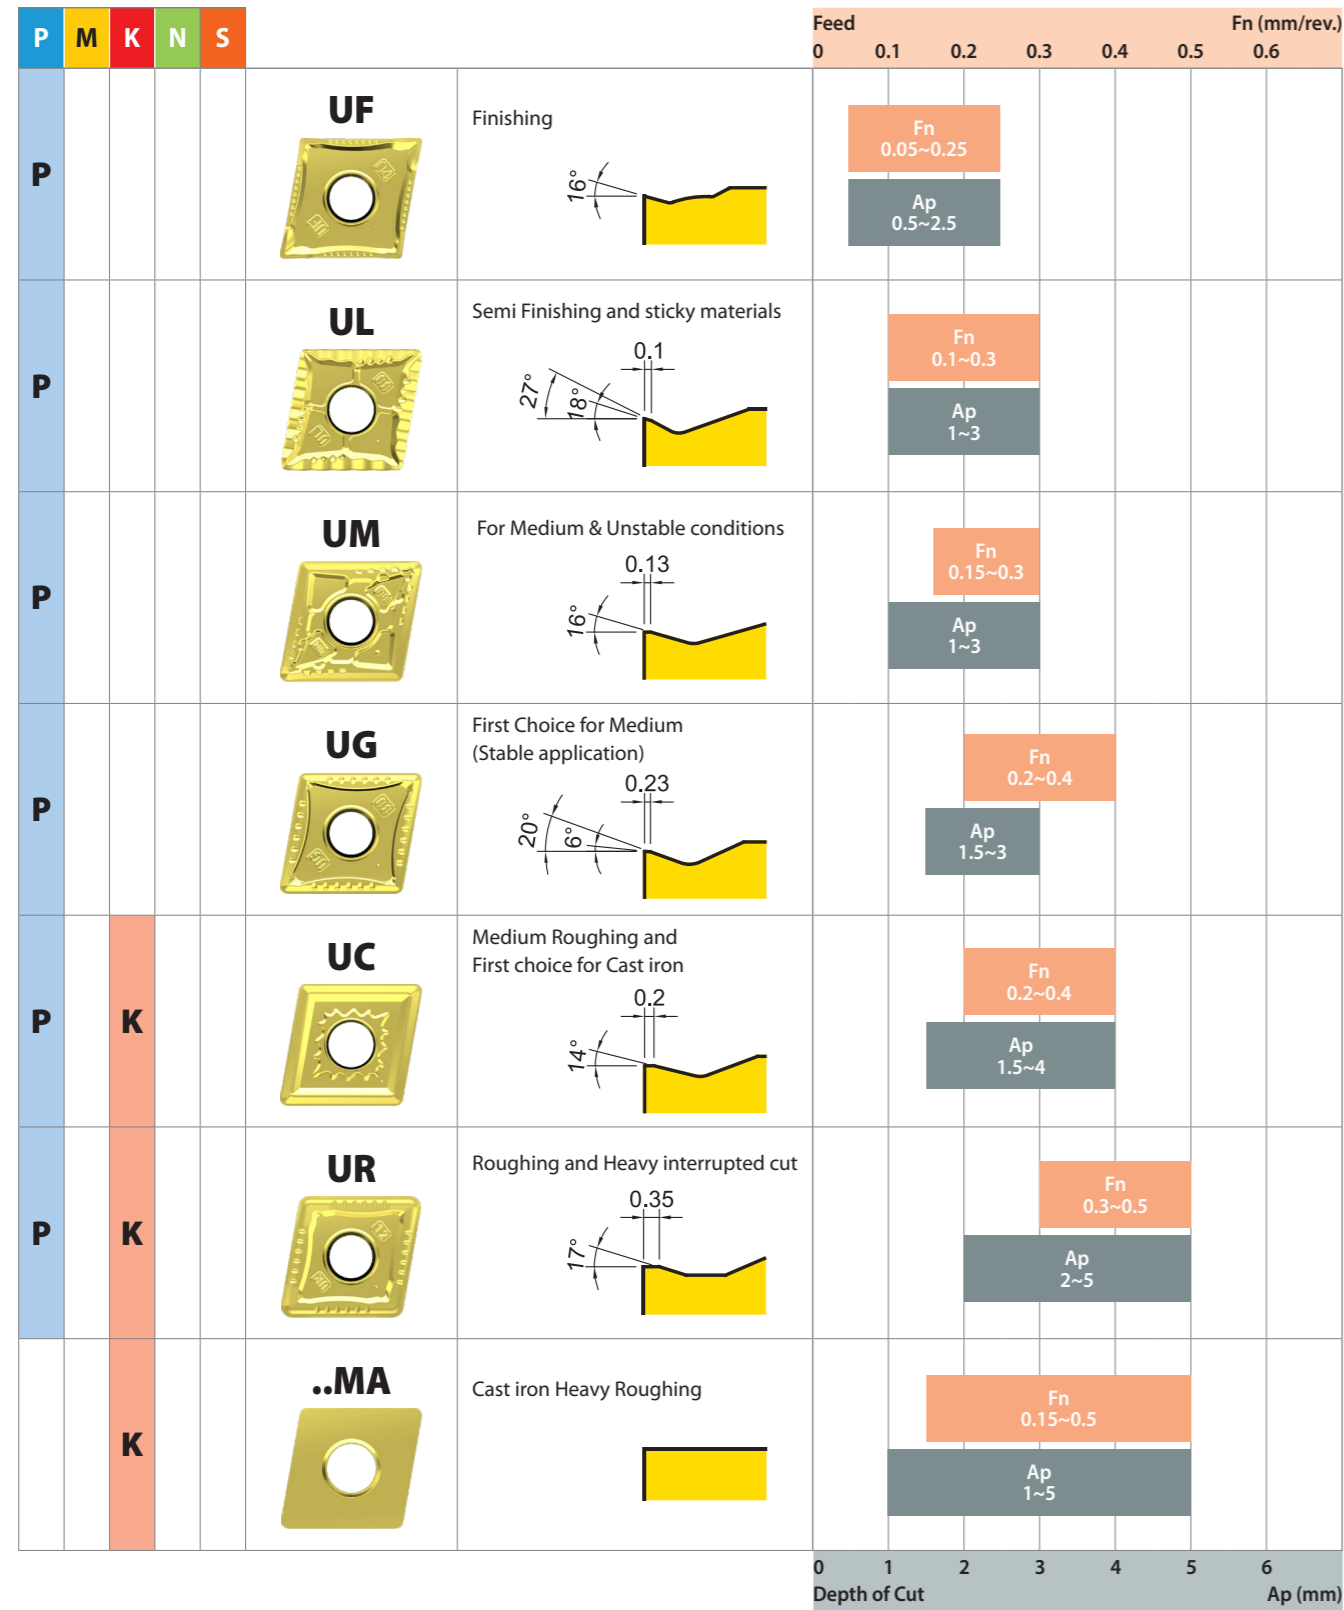 P M K N S
Feed Fn (mm/rev.)
0 0.1 0.2 0.3 0.4 0.5 0.6
P
UF
14
UF
Finishing
16°
Fn
0.05~0.25
Ap
0.5~2.5
P
UL
Semi Finishing and sticky materials
0.1
27°
18°
Fn
0.1~0.3
Ap
1~3
P
UM
For Medium & Unstable conditions
0.13
16°
Fn
0.15~0.3
Ap
1~3
P
UG
First Choice for Medium
(Stable application)
0.23
20°
6°
Fn
0.2~0.4
Ap
1.5~3
P K
UC
Medium Roughing and
First choice for Cast iron
0.2
14°
Fn
0.2~0.4
Ap
1.5~4
P K
UR
12
UR
Roughing and Heavy interrupted cut
0.35
17°
Fn
0.3~0.5
Ap
2~5
K
..MA
Cast iron Heavy Roughing
Fn
0.15~0.5
Ap
1~5
0 1 2 3 4 5 6
Depth of Cut Ap (mm)